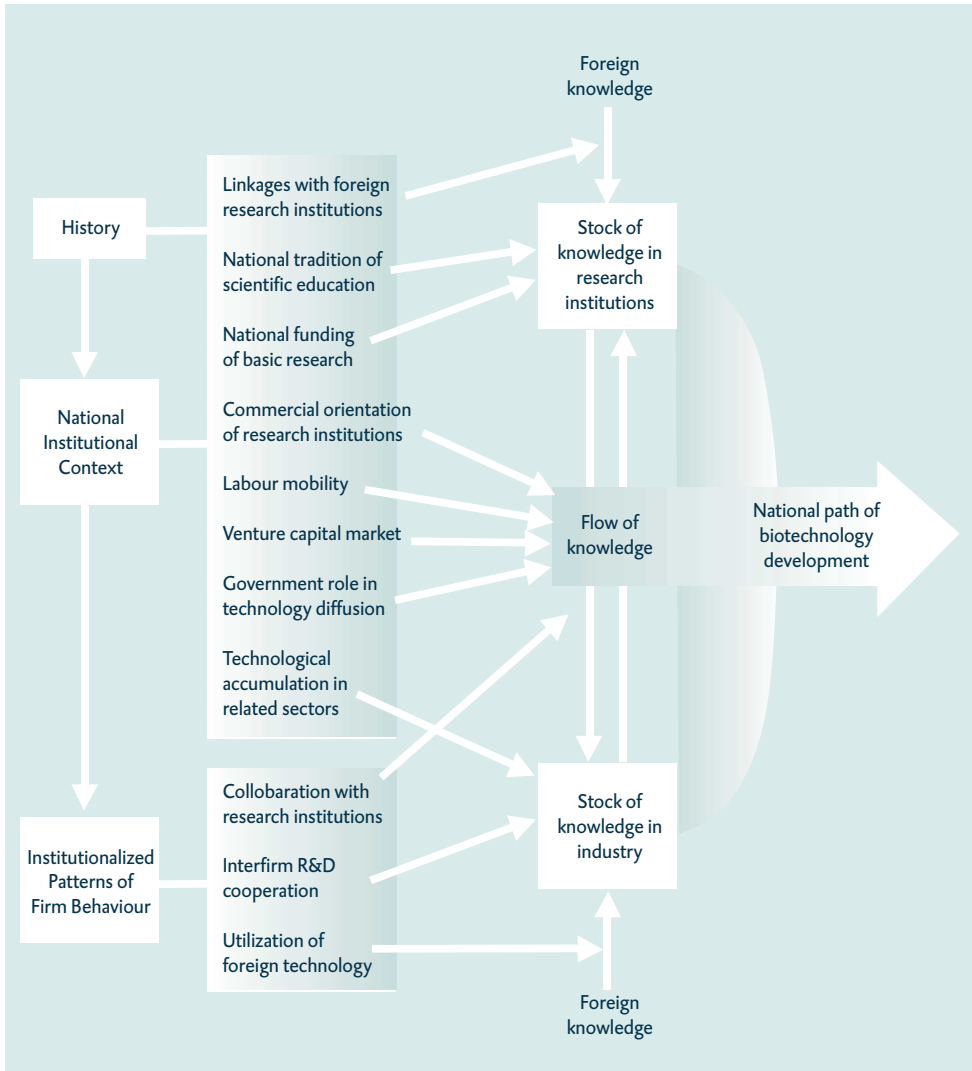 Foreign
knowledge
Linkages with foreign
research institutions
History
Stock of
knowledge in
research
institutions
National tradition of
scientific education
National funding
of basic research
National
Institutional
Context
Commercial orientation
of research institutions
Labour mobility
Venture capital market
Government role in
technology diffusion
Technological
accumulation in
related sectors
Flow of
knowledge
National path of
biotechnology
development
Institutionalized
Patterns of
Firm Behaviour
Collobaration with
research institutions
Interfirm R&D
cooperation
Utilization of
foreign technology
Stock of
knowledge in
industry
Foreign
knowledge